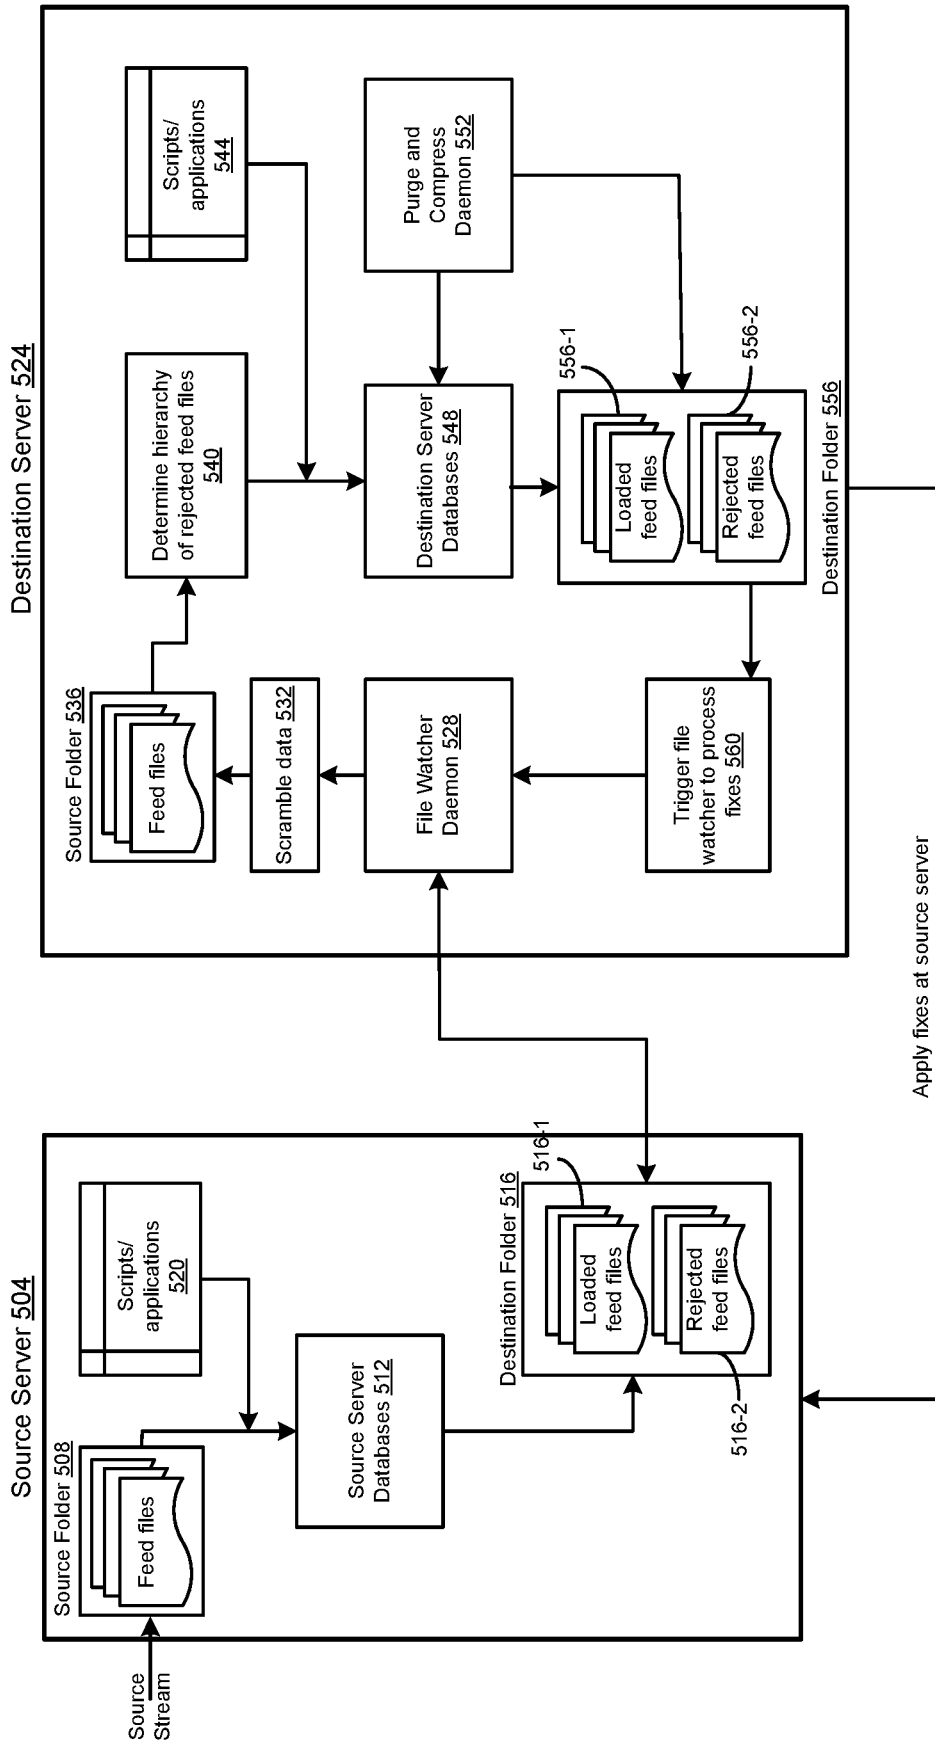 Source Server 504
Source
Stream
Source Folder 508
Feed files
Scripts/
applications
520
Source Server
Databases 512
Destination Folder 516
516-1
Loaded
feed files
Rejected
feed files
516-2
Destination Server 524
Source Folder 536
Feed files
Scramble data 532
File Watcher
Daemon 528
Trigger file
watcher to process
fixes 560
Determine hierarchy
of rejected feed files
540
Scripts/
applications
544
Destination Server
Databases 548
Purge and
Compress
Daemon 552
556-1
Loaded
feed files
556-2
Rejected
feed files
Destination Folder 556
Apply fixes at source server